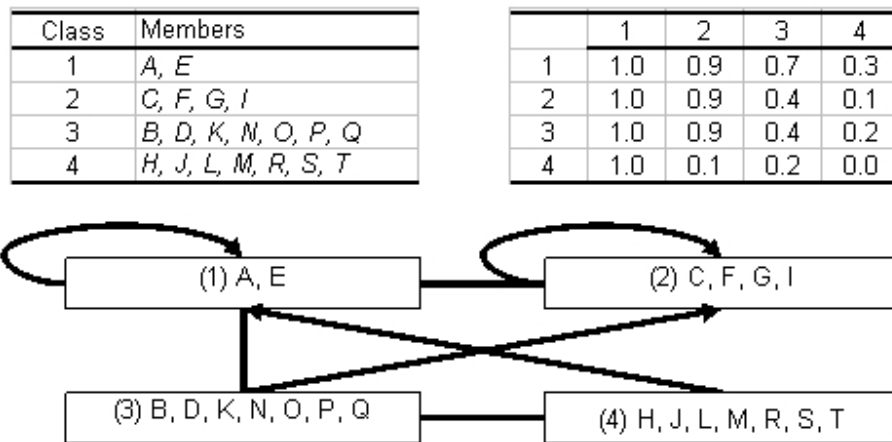 Class Members
1 A, E
2 C, F, G, I
3 B, D, K, N, O, P, Q
4 H, J, L, M, R, S, T
1 2 3 4
1 1.0 0.9 0.7 0.3
2 1.0 0.9 0.4 0.1
3 1.0 0.9 0.4 0.2
4 1.0 0.1 0.2 0.0
(1) A, E
(2) C, F, G, I
(3) B, D, K, N, O, P, Q
(4) H, J, L, M, R, S, T